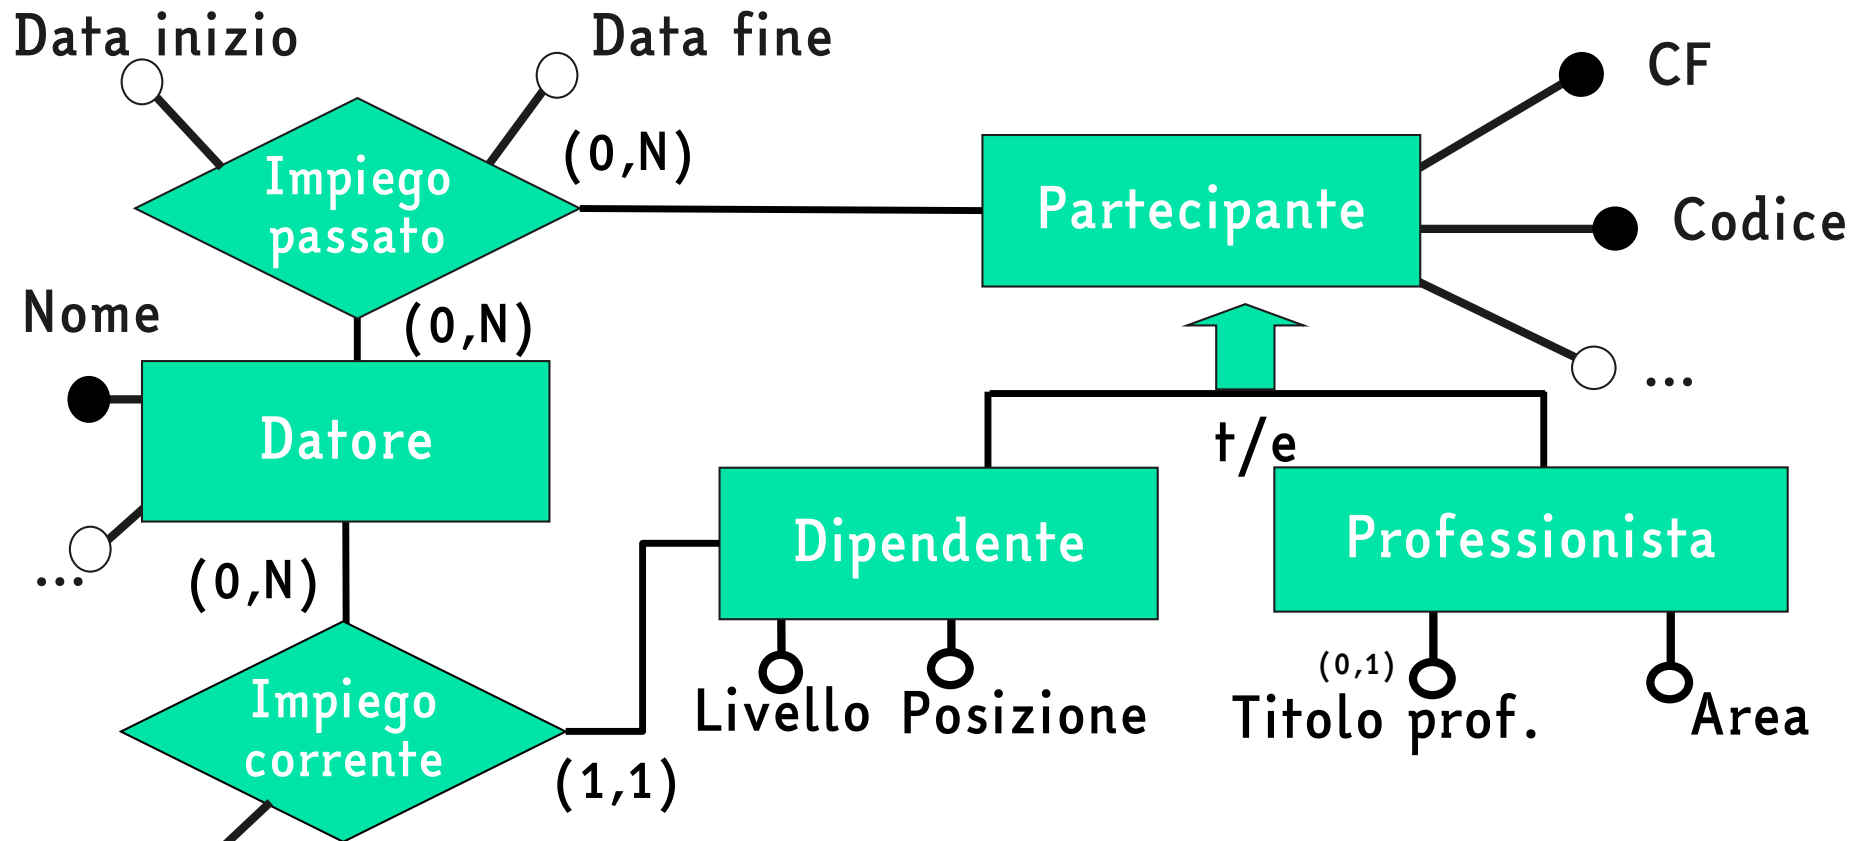 Data inizio
Data fine
CF
(0,N)
Impiego
passato
Partecipante
Codice
Nome
(0,N)
...
Datore
t/e
Dipendente
Professionista
...
(0,N)
(0,1)
Livello
Posizione
Titolo prof.
Area
Impiego
corrente
(1,1)